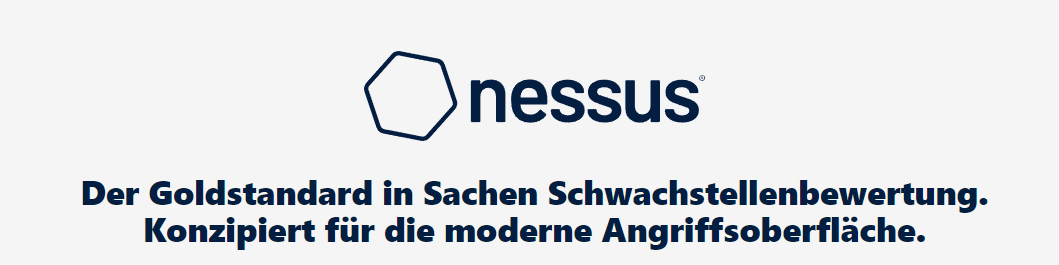 nessus®
Der Goldstandard in Sachen Schwachstellenbewertung.
Konzipiert für die moderne Angriffsoberfläche.